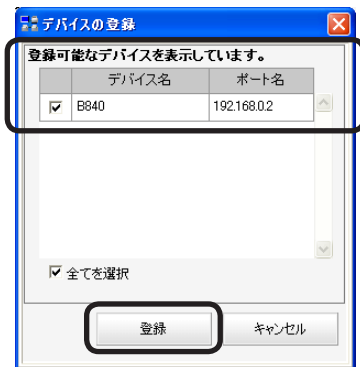 デバイスの登録
登録可能なデバイスを表示しています。
デバイス名 ポート名
B840 192.168.0.2
全てを選択
登録 キャンセル